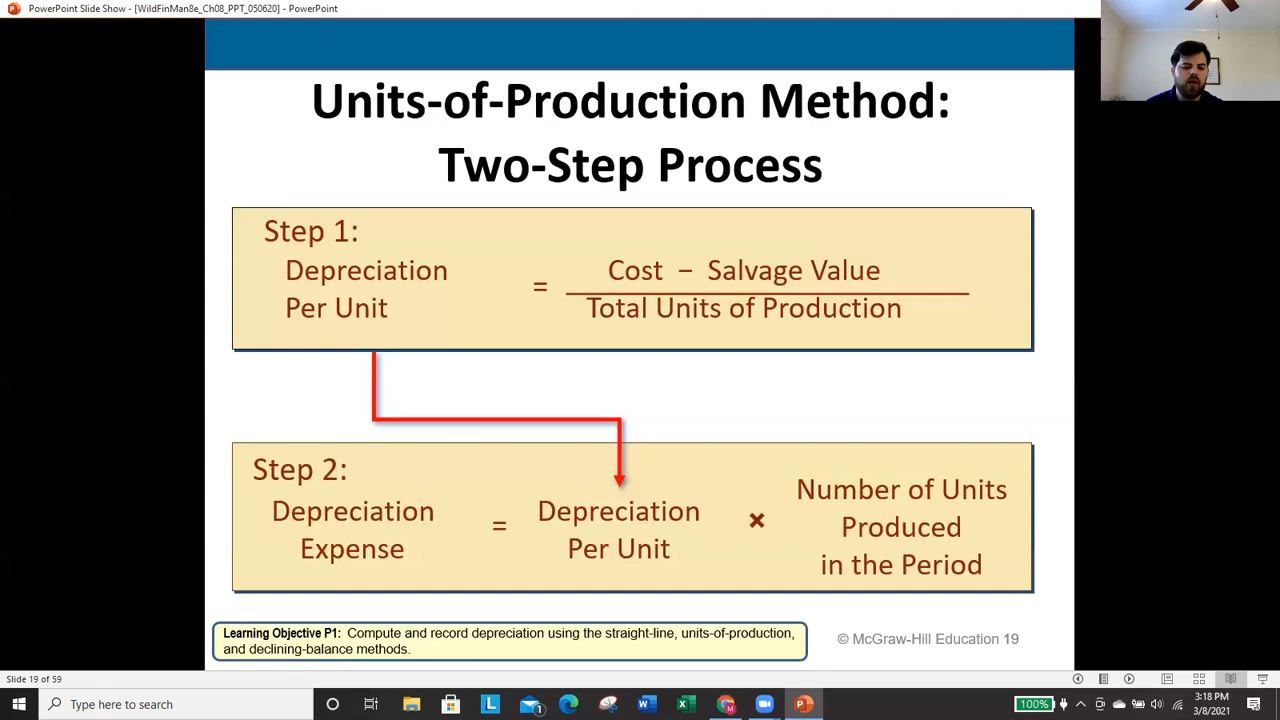 PowerPoint Slide Show - [WildFinMan8e_Ch08_PPT_050620] - PowerPoint
Units-of-Production Method:
Two-Step Process
Step 1:
Depreciation
Per Unit
=
Cost − Salvage Value
Total Units of Production
Step 2:
Depreciation
Expense
=
Depreciation
Per Unit
×
Number of Units
Produced
in the Period
Learning Objective P1: Compute and record depreciation using the straight-line, units-of-production,
and declining-balance methods.
© McGraw-Hill Education 19
Slide 19 of 59
Type here to search
L
1
W
X
P
100%
3:18 PM
3/8/2021